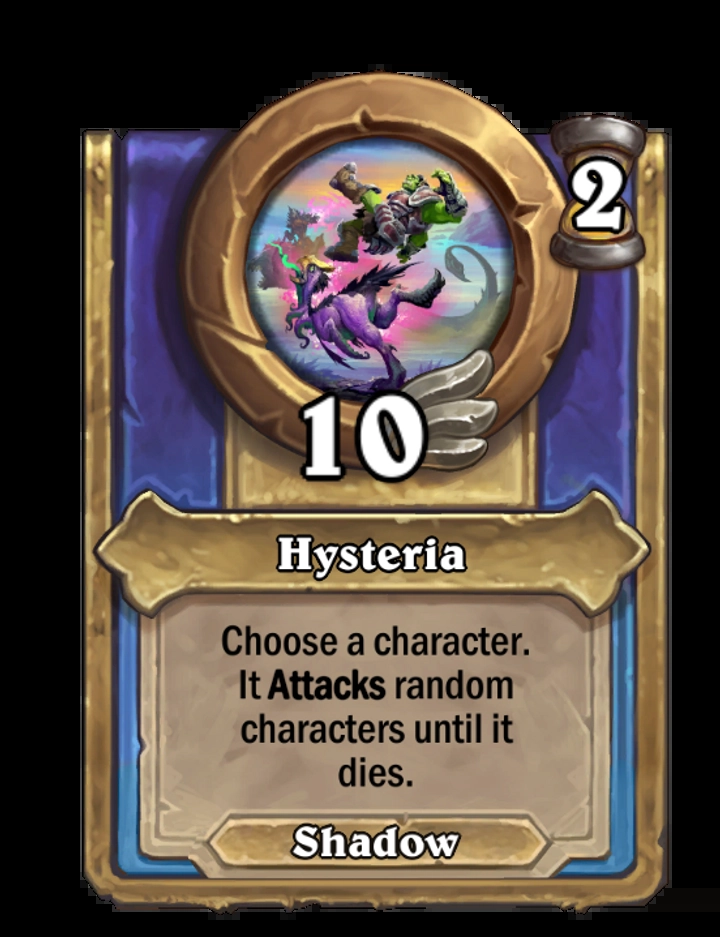 2
10
Hysteria
Choose a character.
It Attacks random
characters until it
dies.
Shadow